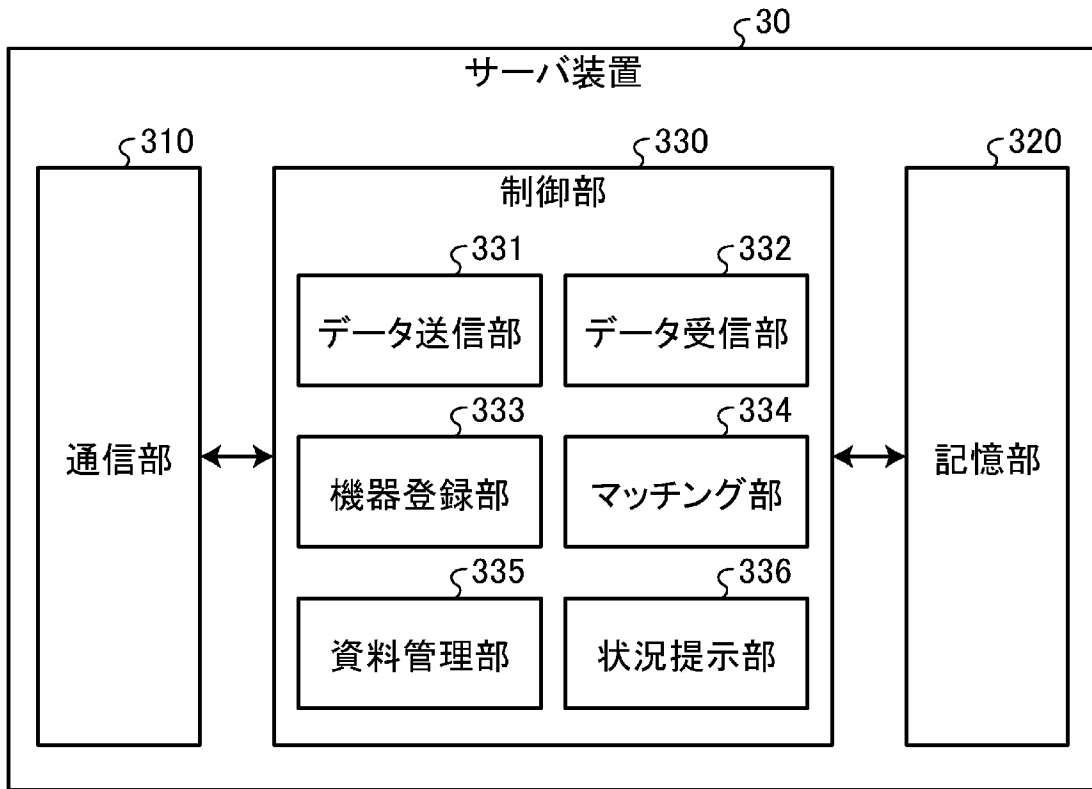 30
サーバ装置
310
330
320
制御部
331
332
データ送信部
データ受信部
333
334
通信部
機器登録部
マッチング部
記憶部
335
336
資料管理部
状況提示部